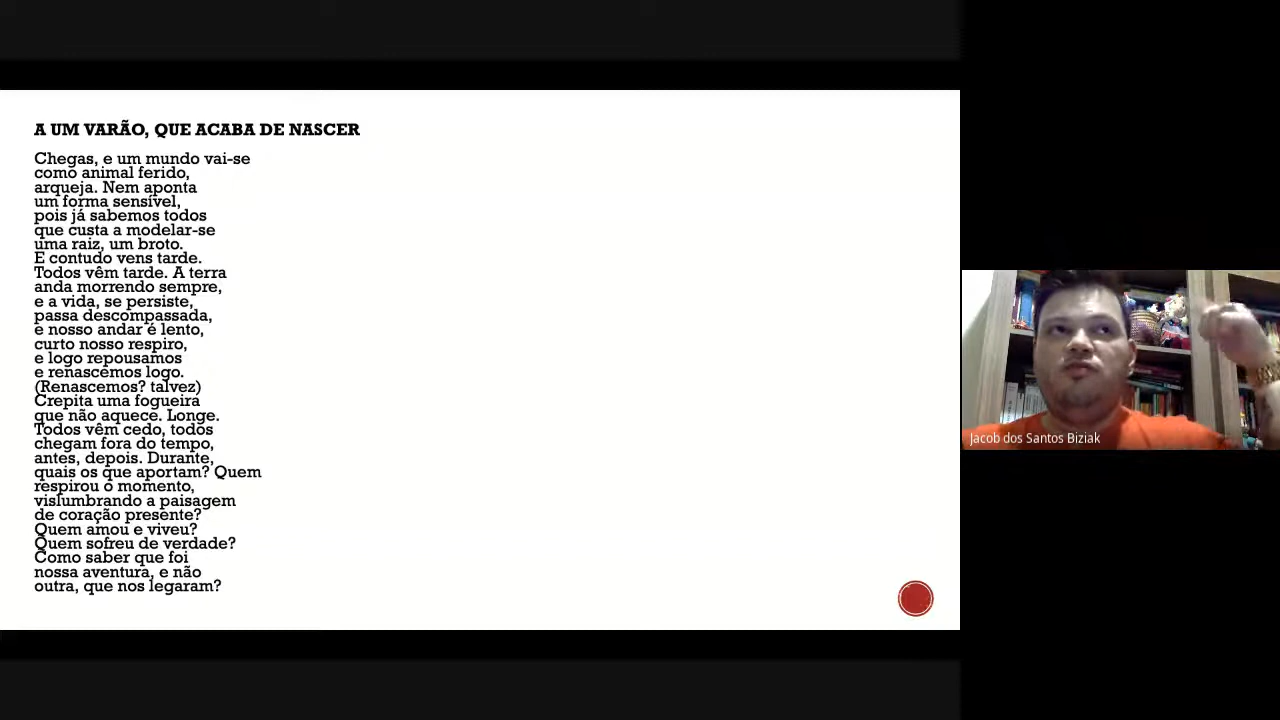 A UM VARÃO, QUE ACABA DE NASCER
Chegas, e um mundo vai-se
como animal ferido,
arqueja. Nem aponta
um forma sensível,
pois já sabemos todos
que custa a modelar-se
uma raiz, um broto.
E contudo vens tarde.
Todos vêm tarde. A terra
anda morrendo sempre,
e a vida, se persiste,
passa descompassada,
e nosso andar é lento,
curto nosso respiro,
e logo repousamos
e renascemos logo.
(Renascemos? talvez)
Crepita uma fogueira
que não aquece. Longe.
Todos vêm cedo, todos
chegam fora do tempo,
antes, depois. Durante,
quais os que aportam? Quem
respirou o momento,
vislumbrando a paisagem
de coração presente?
Quem amou e viveu?
Quem sofreu de verdade?
Como saber que foi
nossa aventura, e não
outra, que nos legaram?
Jacob dos Santos Biziak